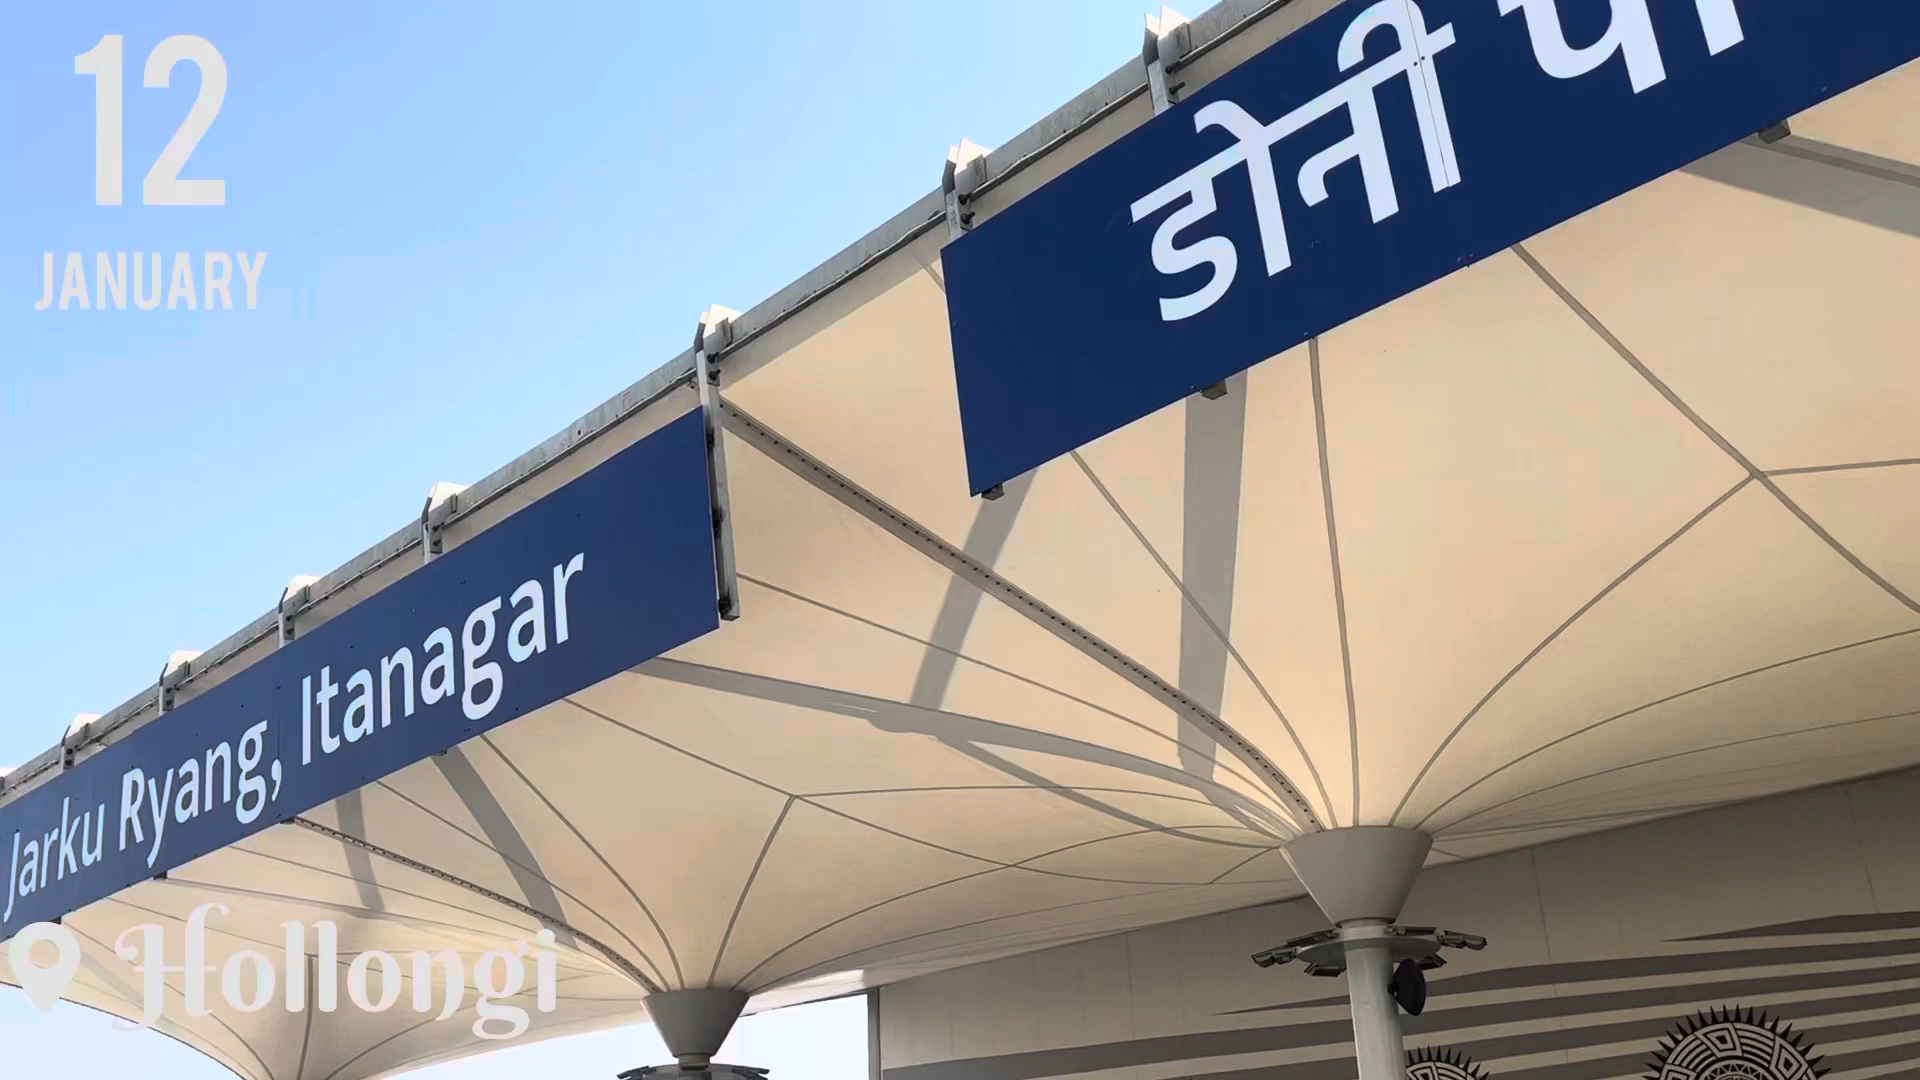 12
JANUARY
डोनी पो
Jarku Ryang, Itanagar
Hollongi